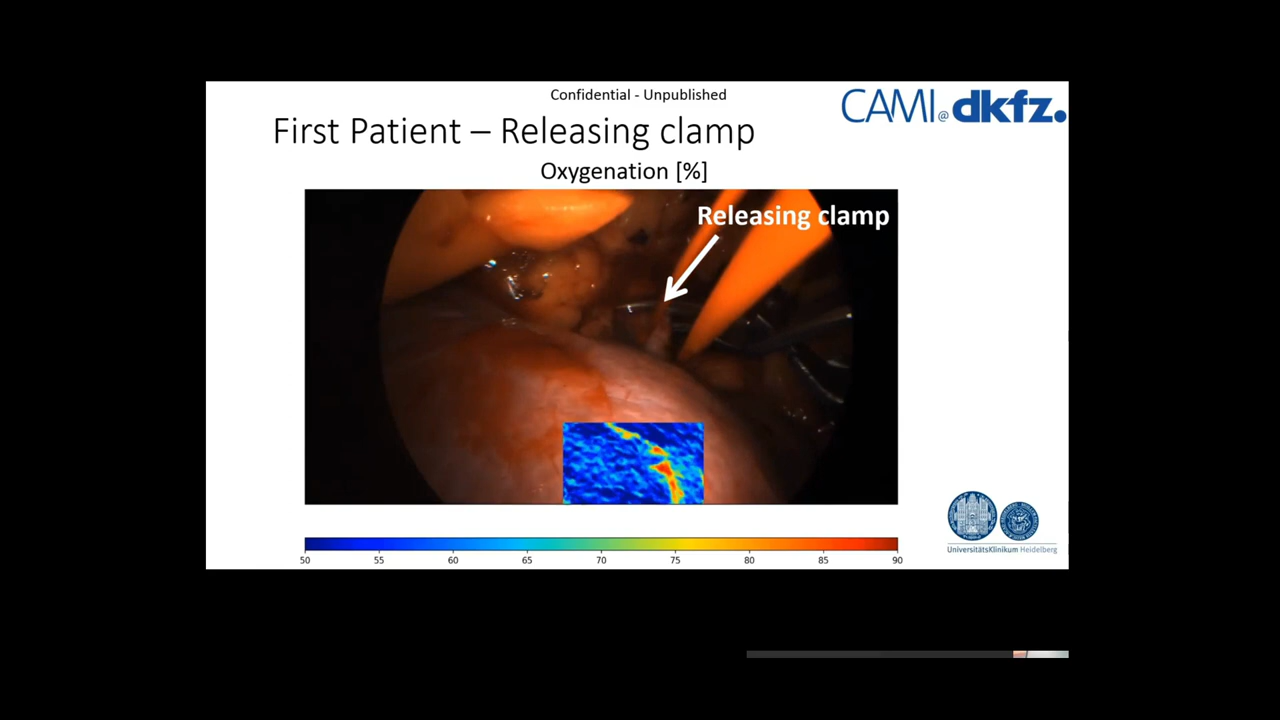 Confidential - Unpublished
CAMI@dkfz.
First Patient – Releasing clamp
Oxygenation [%]
Releasing clamp
UniversitätsKlinikum Heidelberg
50 55 60 65 70 75 80 85 90